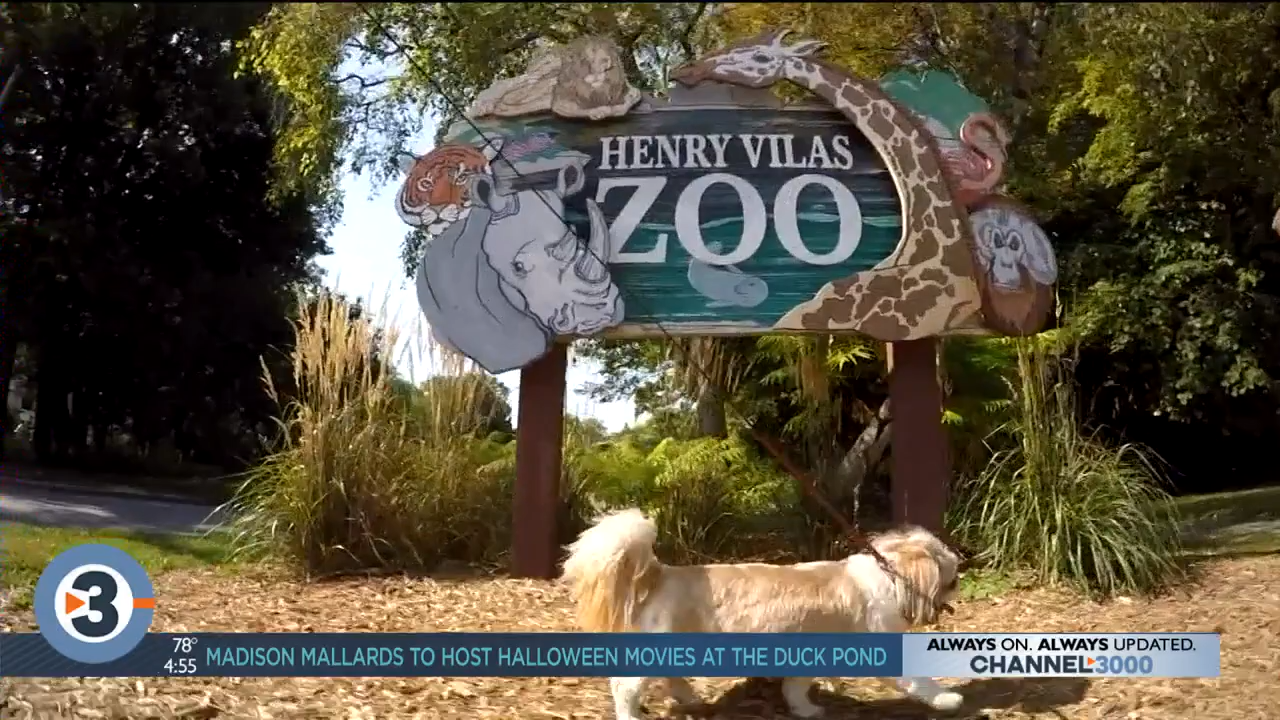 HENRY VILAS
ZOO
3
78°
4:55
MADISON MALLARDS TO HOST HALLOWEEN MOVIES AT THE DUCK POND
ALWAYS ON. ALWAYS UPDATED.
CHANNEL3000